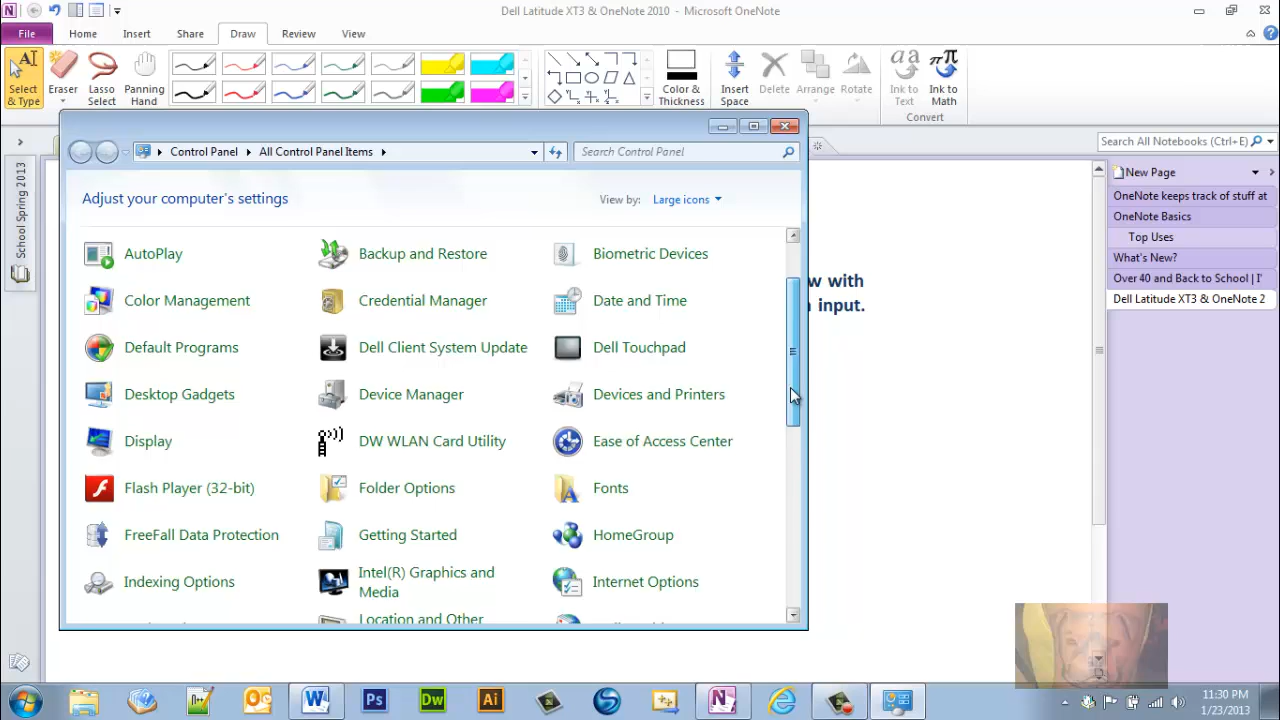 Dell Latitude XT3 & OneNote 2010 - Microsoft OneNote
File Home Insert Share Draw Review View
Select & Type
Eraser
Lasso Select
Panning Hand
Color & Thickness
Insert Space
Delete
Arrange
Rotate
Ink to Text
Ink to Math
Convert
Control Panel All Control Panel Items Search Control Panel
Search All Notebooks (Ctrl+E)
School Spring 2013
Adjust your computer's settings View by: Large icons
AutoPlay Backup and Restore Biometric Devices
Color Management Credential Manager Date and Time
Default Programs Dell Client System Update Dell Touchpad
Desktop Gadgets Device Manager Devices and Printers
Display DW WLAN Card Utility Ease of Access Center
Flash Player (32-bit) Folder Options Fonts
FreeFall Data Protection Getting Started HomeGroup
Indexing Options Intel(R) Graphics and Media Internet Options
Location and Other
w with
input.
New Page
OneNote keeps track of stuff at
OneNote Basics
Top Uses
What's New?
Over 40 and Back to School | I'
Dell Latitude XT3 & OneNote 2
11:30 PM
1/23/2013